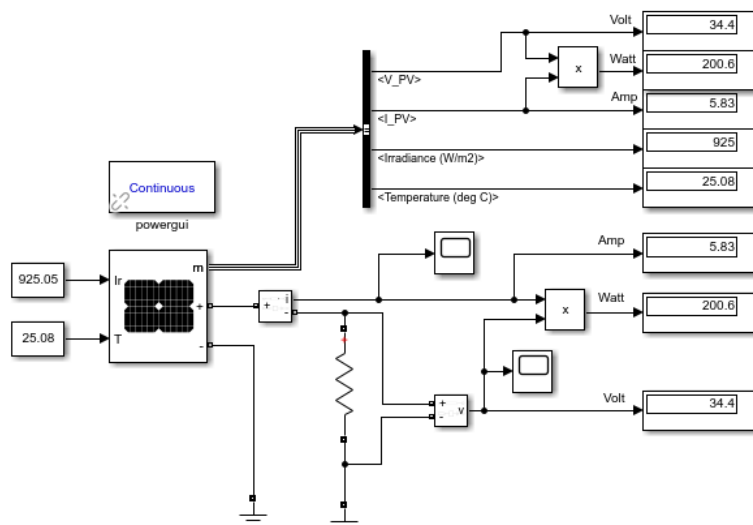 Volt
34.4
Watt
200.6
x
<V_PV>
Amp
5.83
<I_PV>
925
<Irradiance (W/m2)>
25.08
<Temperature (deg C)>
Continuous
powergui
m
925.05
Ir
+
25.08
T
-
+
i
-
Amp
5.83
x
Watt
200.6
+
-
v
Volt
34.4